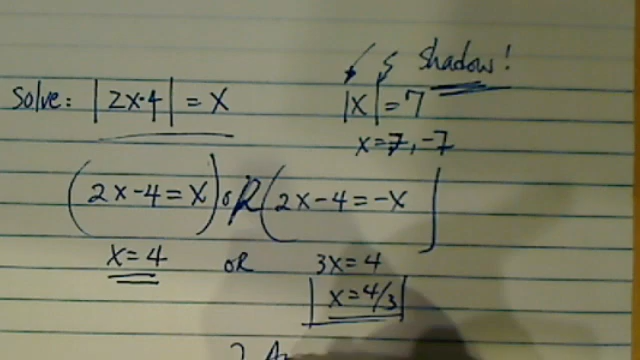 Shadow!
Solve: |2x-4| = x
|x| = 7
x=7,-7
(2x-4=x) or (2x-4=-x)
x=4 OR 3x=4
x=4/3